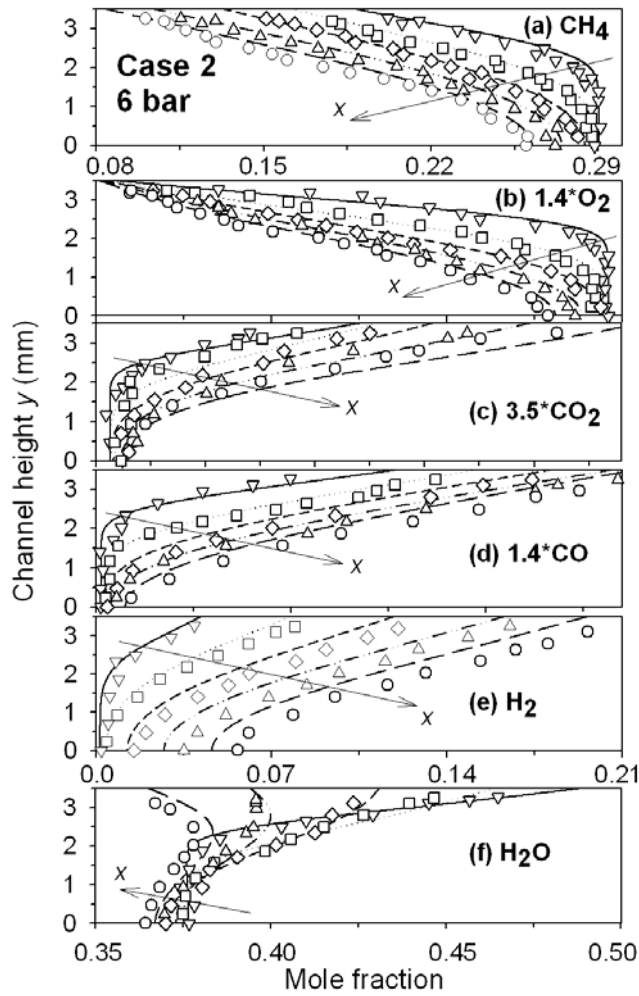 (a) CH4
Case 2
6 bar
x
3
2
1
0
0.08
0.15
0.22
0.29
(b) 1.4*O2
x
3
2
1
0
(c) 3.5*CO2
x
3
2
1
0
(d) 1.4*CO
x
3
2
1
0
(e) H2
x
3
2
1
0
0.0
0.07
0.14
0.21
(f) H2O
x
3
2
1
0
0.35
0.40
0.45
0.50
Mole fraction
Channel height y (mm)